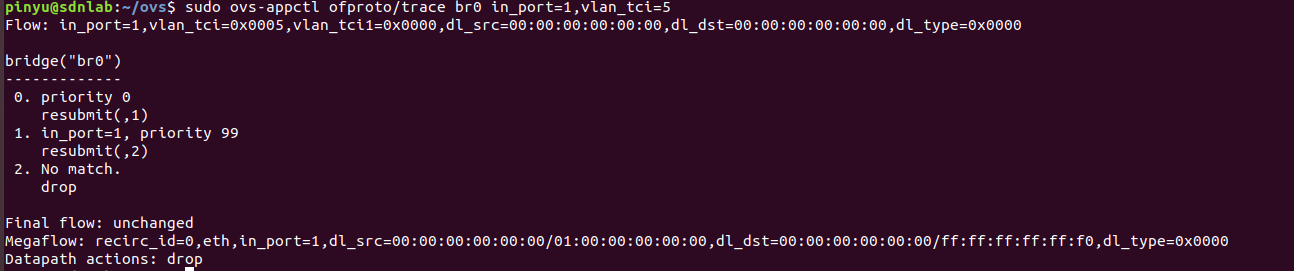 pinyu@sdnlab:~/ovs$ sudo ovs-appctl ofproto/trace br0 in_port=1,vlan_tci=5
Flow: in_port=1,vlan_tci=0x0005,vlan_tci1=0x0000,dl_src=00:00:00:00:00:00,dl_dst=00:00:00:00:00:00,dl_type=0x0000

bridge("br0")
-------------
 0. priority 0
    resubmit(,1)
 1. in_port=1, priority 99
    resubmit(,2)
 2. No match.
    drop

Final flow: unchanged
Megaflow: recirc_id=0,eth,in_port=1,dl_src=00:00:00:00:00:00/01:00:00:00:00:00,dl_dst=00:00:00:00:00:00/ff:ff:ff:ff:ff:f0,dl_type=0x0000
Datapath actions: drop